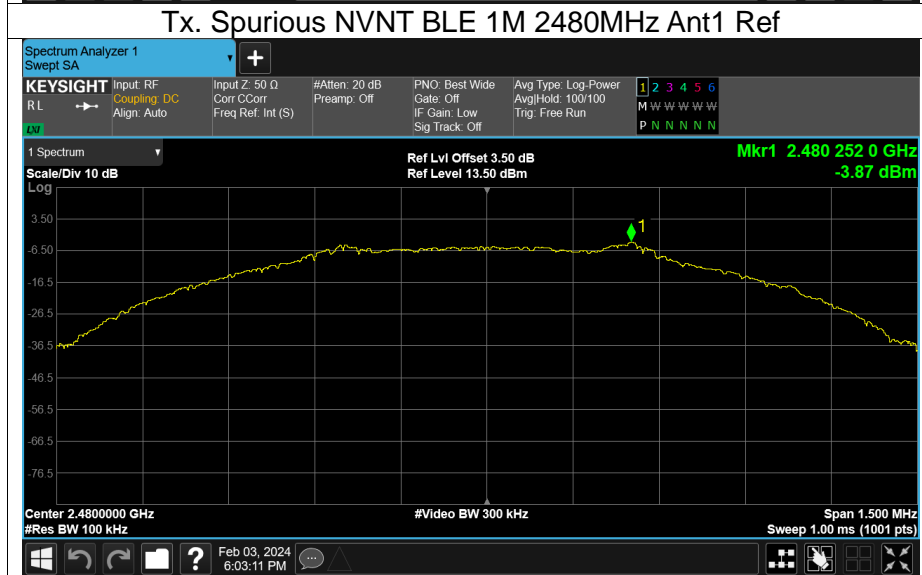 Tx. Spurious NVNT BLE 1M 2480MHz Ant1 Ref
Spectrum Analyzer 1
Swept SA
+
KEYSIGHT
R L
LXI
Input: RF
Coupling: DC
Align: Auto
Input Z: 50 Ω
Corr CCorr
Freq Ref: Int (S)
#Atten: 20 dB
Preamp: Off
PNO: Best Wide
Gate: Off
IF Gain: Low
Sig Track: Off
Avg Type: Log-Power
Avg|Hold: 100/100
Trig: Free Run
1 2 3 4 5 6
M W W W W W
P N N N N N
1 Spectrum
Scale/Div 10 dB
Log
Ref Lvl Offset 3.50 dB
Ref Level 13.50 dBm
Mkr1 2.480 252 0 GHz
-3.87 dBm
1
3.50
-6.50
-16.5
-26.5
-36.5
-46.5
-56.5
-66.5
-76.5
Center 2.4800000 GHz
#Res BW 100 kHz
#Video BW 300 kHz
Span 1.500 MHz
Sweep 1.00 ms (1001 pts)
?
Feb 03, 2024
6:03:11 PM